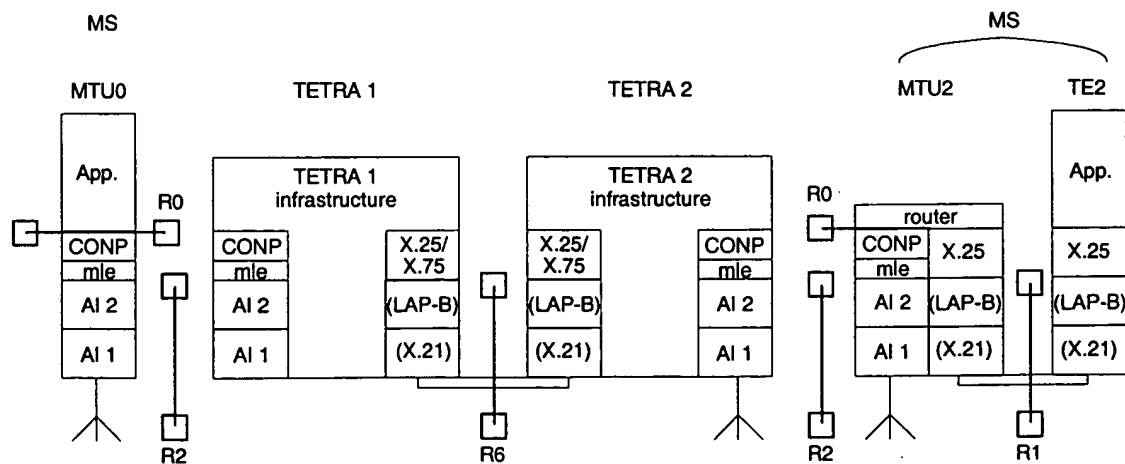 MS
MS
MTU0
TETRA 1
TETRA 2
MTU2
TE2
App.
R0
TETRA 1
infrastructure
TETRA 2
infrastructure
R0
App.
router
CONP
mle
AI 2
AI 1
CONP
mle
AI 2
AI 1
X.25/
X.75
(LAP-B)
(X.21)
X.25/
X.75
(LAP-B)
(X.21)
CONP
mle
AI 2
AI 1
CONP
mle
AI 2
AI 1
X.25
(LAP-B)
(X.21)
X.25
(LAP-B)
(X.21)
R2
R6
R2
R1